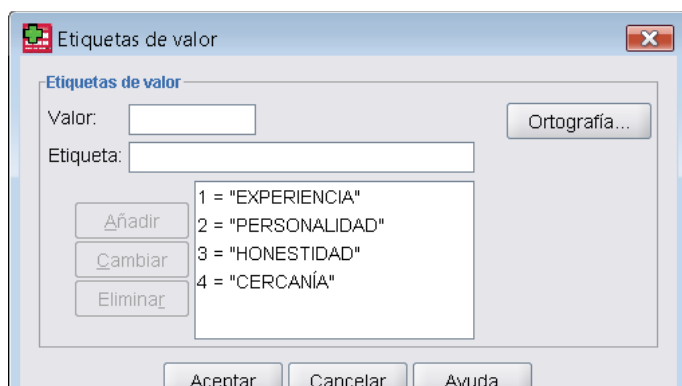 Etiquetas de valor
Etiquetas de valor
Valor:
Ortografía...
Etiqueta:
1 = "EXPERIENCIA"
2 = "PERSONALIDAD"
3 = "HONESTIDAD"
4 = "CERCANÍA"
Añadir
Cambiar
Eliminar
Aceptar Cancelar Ayuda